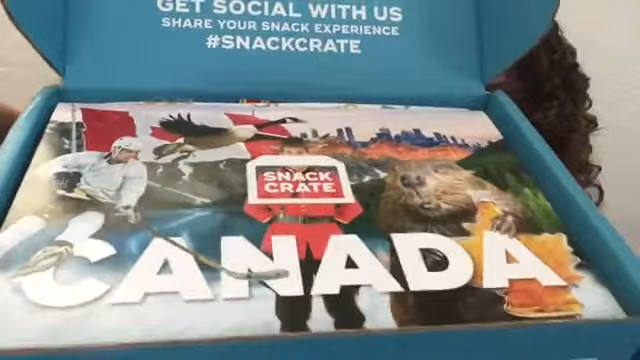 GET SOCIAL WITH US
SHARE YOUR SNACK EXPERIENCE
#SNACKCRATE
SNACK
CRATE
CANADA